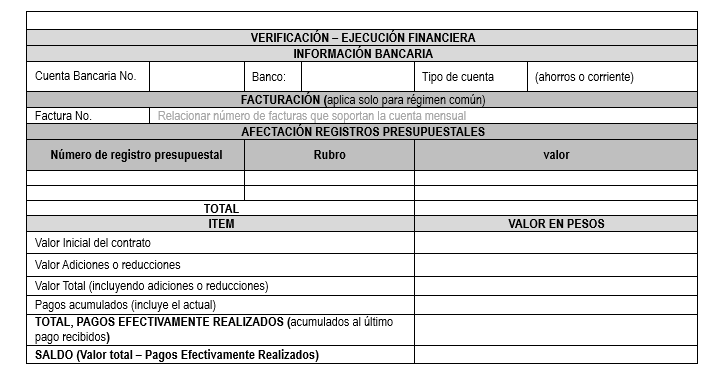 VERIFICACIÓN – EJECUCIÓN FINANCIERA
INFORMACIÓN BANCARIA
Cuenta Bancaria No. Banco: Tipo de cuenta (ahorros o corriente)
FACTURACIÓN (aplica solo para régimen común)
Factura No. Relacionar número de facturas que soportan la cuenta mensual
AFECTACIÓN REGISTROS PRESUPUESTALES
Número de registro presupuestal Rubro valor
TOTAL
ITEM VALOR EN PESOS
Valor Inicial del contrato
Valor Adiciones o reducciones
Valor Total (incluyendo adiciones o reducciones)
Pagos acumulados (incluye el actual)
TOTAL, PAGOS EFECTIVAMENTE REALIZADOS (acumulados al último
pago recibidos)
SALDO (Valor total – Pagos Efectivamente Realizados)